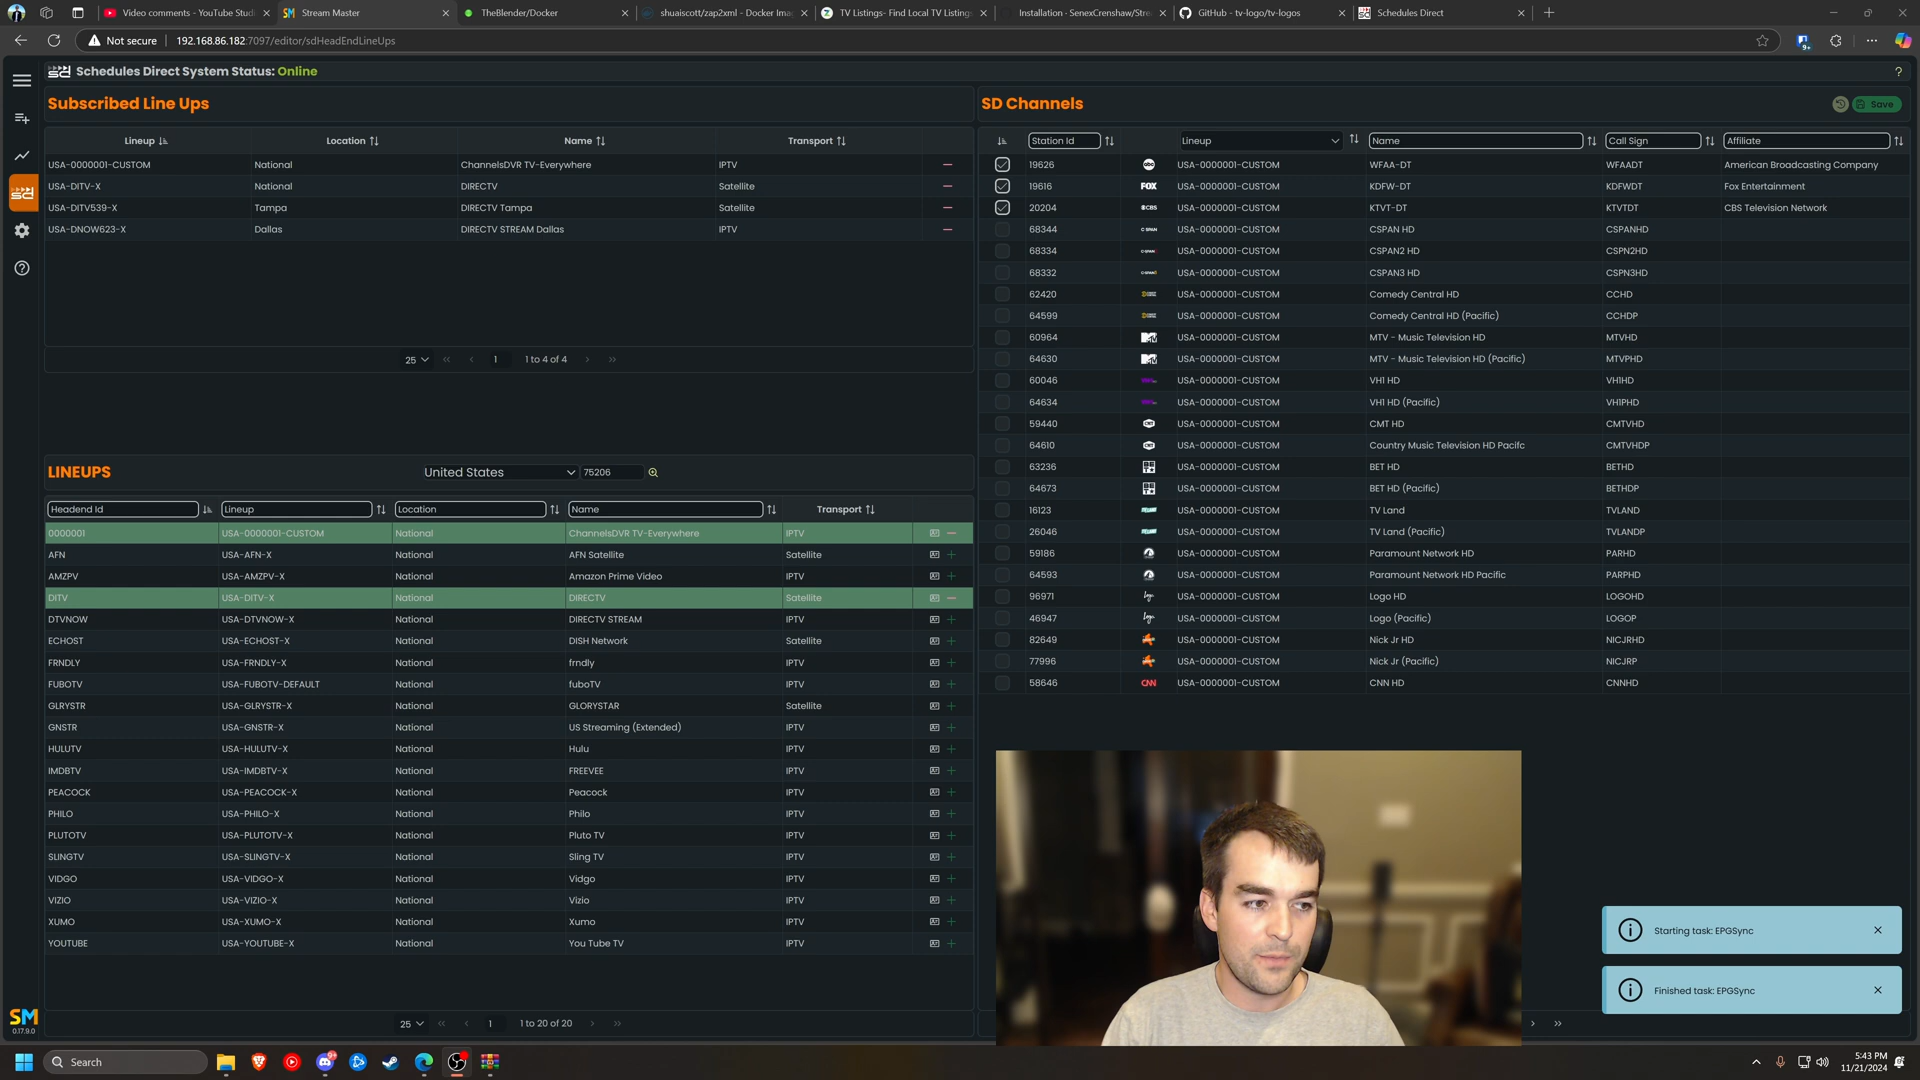 Video comments - YouTube Studi
Stream Master
TheBlender/Docker
shuaiscott/zap2xml - Docker Ima
TV Listings- Find Local TV Listings
Installation · SenexCrenshaw/Stre
GitHub - tv-logo/tv-logos
Schedules Direct
Not secure
192.168.86.182:7097/editor/sdHeadEndLineUps
Schedules Direct System Status: Online
?
Subscribed Line Ups
Lineup Location Name Transport
USA-0000001-CUSTOM National ChannelsDVR TV-Everywhere IPTV
USA-DITV-X National DIRECTV Satellite
USA-DITV539-X Tampa DIRECTV Tampa Satellite
USA-DNOW623-X Dallas DIRECTV STREAM Dallas IPTV
25 1 1 to 4 of 4
LINEUPS United States 75206
Headend Id Lineup Location Name Transport
0000001 USA-0000001-CUSTOM National ChannelsDVR TV-Everywhere IPTV
AFN USA-AFN-X National AFN Satellite Satellite
AMZPV USA-AMZPV-X National Amazon Prime Video IPTV
DITV USA-DITV-X National DIRECTV Satellite
DTVNOW USA-DTVNOW-X National DIRECTV STREAM IPTV
ECHOST USA-ECHOST-X National DISH Network Satellite
FRNDLY USA-FRNDLY-X National frndly IPTV
FUBOTV USA-FUBOTV-DEFAULT National fuboTV IPTV
GLRYSTR USA-GLRYSTR-X National GLORYSTAR Satellite
GNSTR USA-GNSTR-X National US Streaming (Extended) IPTV
HULUTV USA-HULUTV-X National Hulu IPTV
IMDBTV USA-IMDBTV-X National FREEVEE IPTV
PEACOCK USA-PEACOCK-X National Peacock IPTV
PHILO USA-PHILO-X National Philo IPTV
PLUTOTV USA-PLUTOTV-X National Pluto TV IPTV
SLINGTV USA-SLINGTV-X National Sling TV IPTV
VIDGO USA-VIDGO-X National Vidgo IPTV
VIZIO USA-VIZIO-X National Vizio IPTV
XUMO USA-XUMO-X National Xumo IPTV
YOUTUBE USA-YOUTUBE-X National You Tube TV IPTV
25 1 1 to 20 of 20
SD Channels
Save
Station Id Lineup Name Call Sign Affiliate
19626 abc USA-0000001-CUSTOM WFAA-DT WFAADT American Broadcasting Company
19616 FOX USA-0000001-CUSTOM KDFW-DT KDFWDT Fox Entertainment
20204 CBS USA-0000001-CUSTOM KTVT-DT KTVTDT CBS Television Network
68344 C-SPAN USA-0000001-CUSTOM CSPAN HD CSPANHD
68334 USA-0000001-CUSTOM CSPAN2 HD CSPN2HD
68332 USA-0000001-CUSTOM CSPAN3 HD CSPN3HD
62420 USA-0000001-CUSTOM Comedy Central HD CCHD
64599 USA-0000001-CUSTOM Comedy Central HD (Pacific) CCHDP
60964 USA-0000001-CUSTOM MTV - Music Television HD MTVHD
64630 USA-0000001-CUSTOM MTV - Music Television HD (Pacific) MTVPHD
60046 USA-0000001-CUSTOM VH1 HD VH1HD
64634 USA-0000001-CUSTOM VH1 HD (Pacific) VH1PHD
59440 USA-0000001-CUSTOM CMT HD CMTVHD
64610 USA-0000001-CUSTOM Country Music Television HD Pacifc CMTVHDP
63236 USA-0000001-CUSTOM BET HD BETHD
64673 USA-0000001-CUSTOM BET HD (Pacific) BETHDP
16123 USA-0000001-CUSTOM TV Land TVLAND
26046 USA-0000001-CUSTOM TV Land (Pacific) TVLANDP
59186 USA-0000001-CUSTOM Paramount Network HD PARHD
64593 USA-0000001-CUSTOM Paramount Network HD Pacific PARPHD
96971 USA-0000001-CUSTOM Logo HD LOGOHD
46947 USA-0000001-CUSTOM Logo (Pacific) LOGOP
82649 USA-0000001-CUSTOM Nick Jr HD NICJRHD
77996 USA-0000001-CUSTOM Nick Jr (Pacific) NICJRP
58646 CNN USA-0000001-CUSTOM CNN HD CNNHD
Starting task: EPGSync
Finished task: EPGSync
SM
0.17.9.0
Search
5:43 PM
11/21/2024